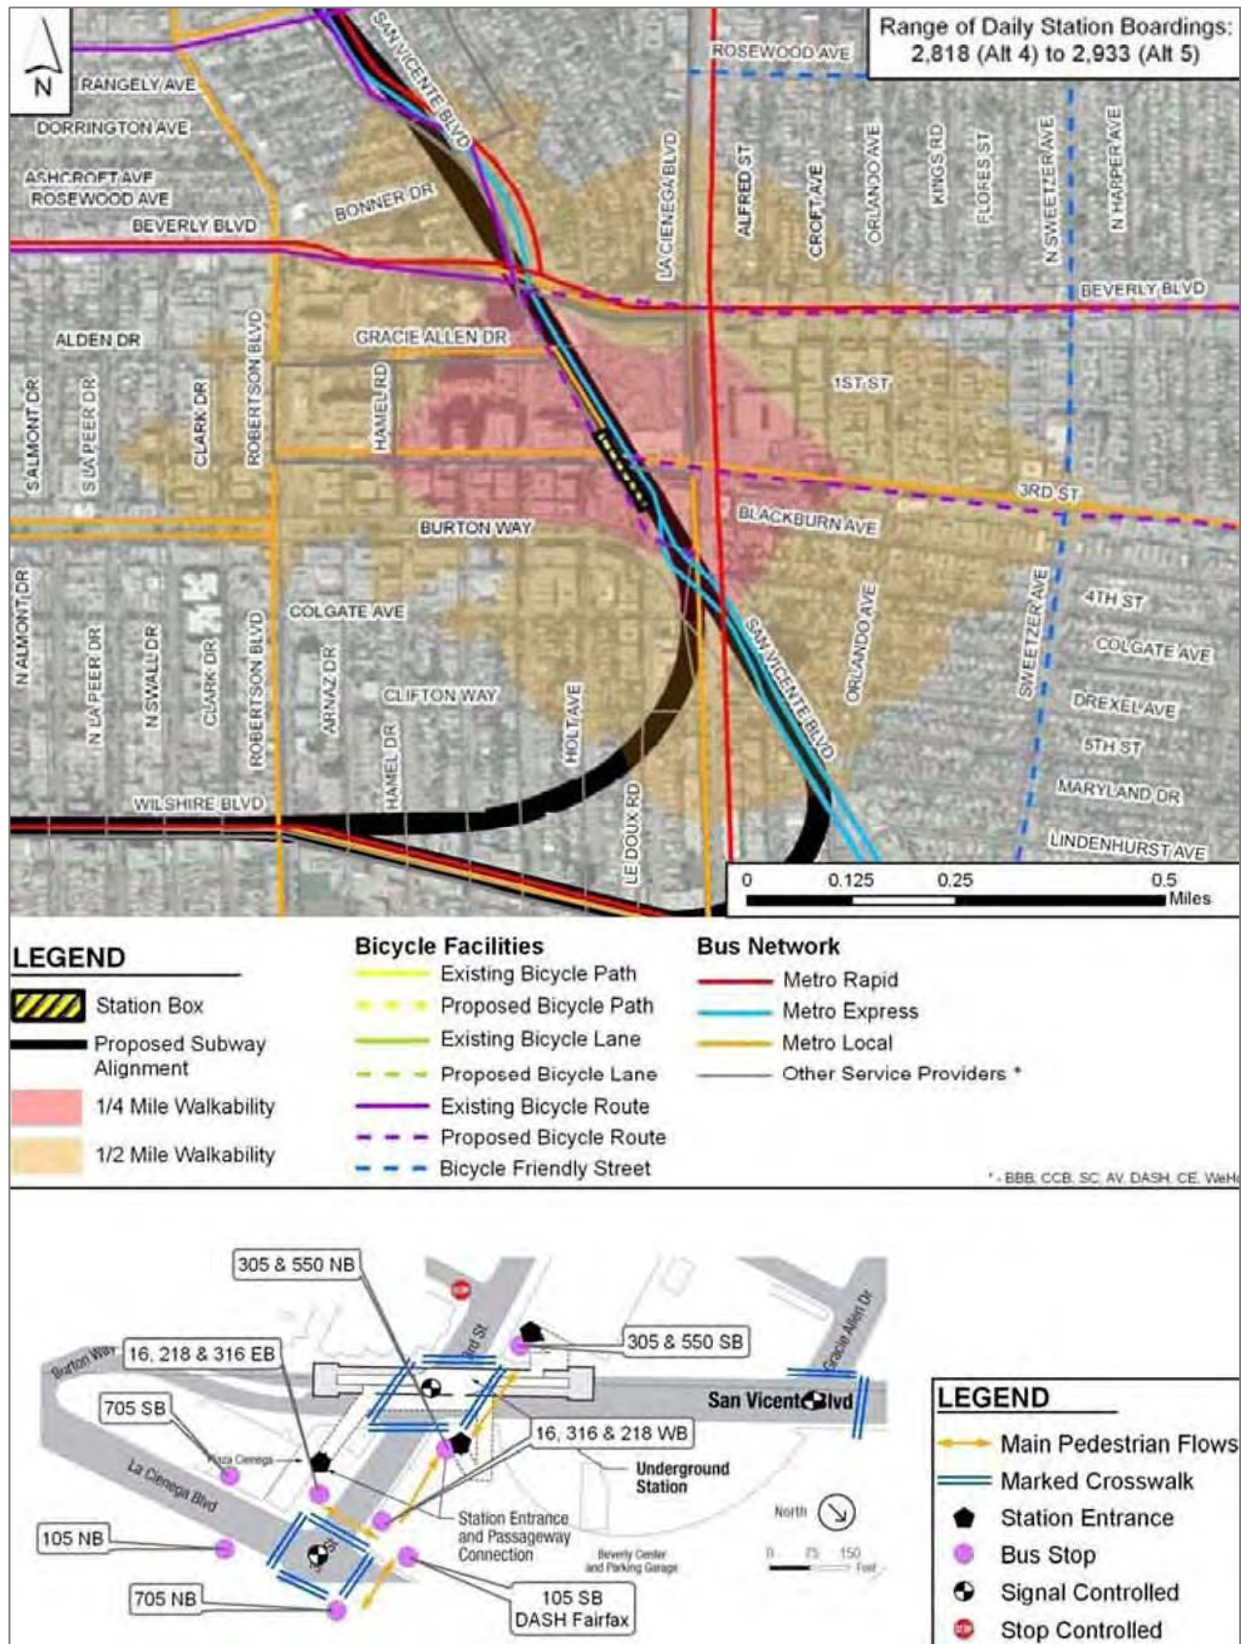 N
SAN VICENTE BLVD
Range of Daily Station Boardings:
2,818 (Alt 4) to 2,933 (Alt 5)
ROSEWOOD AVE
RANGELY AVE
DORRINGTON AVE
ASHCROFT AVE
ROSEWOOD AVE
BONNER DR
BEVERLY BLVD
LA CIENEGA BLVD
ALFRED ST
CROFT AVE
ORLANDO AVE
KINGS RD
FLORES ST
N SWEETZER AVE
N HARPER AVE
BEVERLY BLVD
ALDEN DR
GRACIE ALLEN DR
1ST ST
S ALMONT DR
S LA PEER DR
CLARK DR
ROBERTSON BLVD
HAMEL RD
3RD ST
BURTON WAY
BLACKBURN AVE
N ALMONT DR
N LA PEER DR
N SWALL DR
CLARK DR
ROBERTSON BLVD
COLGATE AVE
ARNAZ DR
CLIFTON WAY
HAMEL DR
HOLT AVE
LE DOUX RD
SAN VICENTE BLVD
ORLANDO AVE
SWEETZER AVE
4TH ST
COLGATE AVE
DREXEL AVE
5TH ST
MARYLAND DR
LINDENHURST AVE
WILSHIRE BLVD
0 0.125 0.25 0.5
Miles
LEGEND
Station Box
Proposed Subway
Alignment
1/4 Mile Walkability
1/2 Mile Walkability
Bicycle Facilities
Existing Bicycle Path
Proposed Bicycle Path
Existing Bicycle Lane
Proposed Bicycle Lane
Existing Bicycle Route
Proposed Bicycle Route
Bicycle Friendly Street
Bus Network
Metro Rapid
Metro Express
Metro Local
Other Service Providers *
* - BBB, CCB, SC, AV, DASH, CE, WeHo
305 & 550 NB
16, 218 & 316 EB
705 SB
105 NB
705 NB
305 & 550 SB
16, 316 & 218 WB
105 SB
DASH Fairfax
Burton Way
3rd St
Gracie Allen Dr
San Vicente Blvd
La Cienega Blvd
Plaza Cienega
Underground
Station
Station Entrance
and Passageway
Connection
Beverly Center
and Parking Garage
North
0 75 150
Feet
LEGEND
Main Pedestrian Flows
Marked Crosswalk
Station Entrance
Bus Stop
Signal Controlled
Stop Controlled